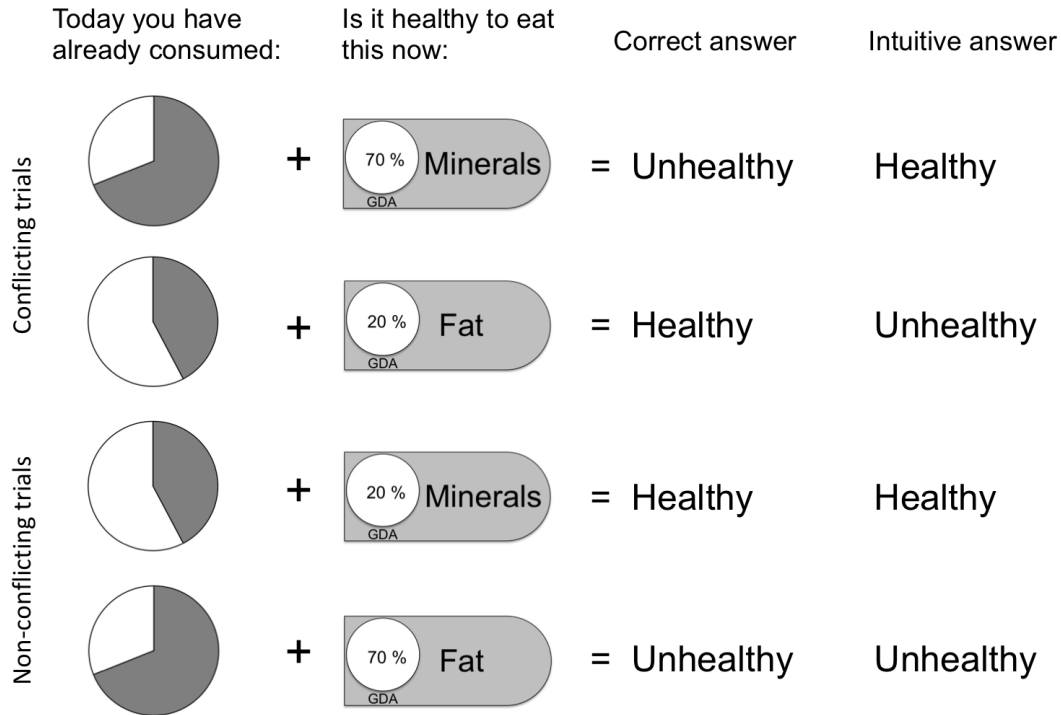 Today you have
already consumed:
Is it healthy to eat
this now:
Correct answer
Intuitive answer
Conflicting trials
+
70 %
Minerals
GDA
= Unhealthy
Healthy
+
20 %
Fat
GDA
= Healthy
Unhealthy
Non-conflicting trials
+
20 %
Minerals
GDA
= Healthy
Healthy
+
70 %
Fat
GDA
= Unhealthy
Unhealthy